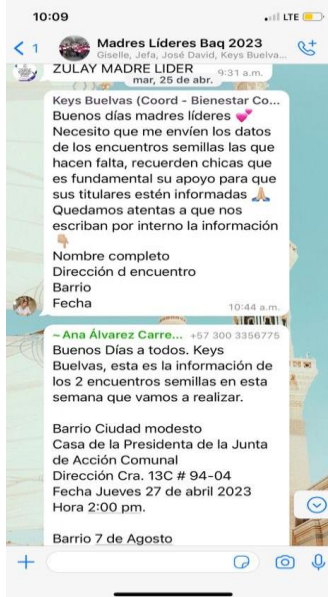 10:09
LTE
1
Madres Líderes Baq 2023
Giselle, Jefa, José David, Keys Buelva...
ZULAY MADRE LIDER
9:31 a.m.
mar, 25 de abr.
Keys Buelvas (Coord - Bienestar Co...
Buenos días madres líderes 💕
Necesito que me envíen los datos
de los encuentros semillas las que
hacen falta, recuerden chicas que
es fundamental su apoyo para que
sus titulares estén informadas 🙏🏼
Quedamos atentas a que nos
escriban por interno la información
👇🏼
Nombre completo
Dirección d encuentro
Barrio
Fecha
10:44 a.m.
~Ana Álvarez Carre... +57 300 3356775
Buenos Días a todos. Keys
Buelvas, esta es la información de
los 2 encuentros semillas en esta
semana que vamos a realizar.
Barrio Ciudad modesto
Casa de la Presidenta de la Junta
de Acción Comunal
Dirección Cra. 13C # 94-04
Fecha Jueves 27 de abril 2023
Hora 2:00 pm.
Barrio 7 de Agosto